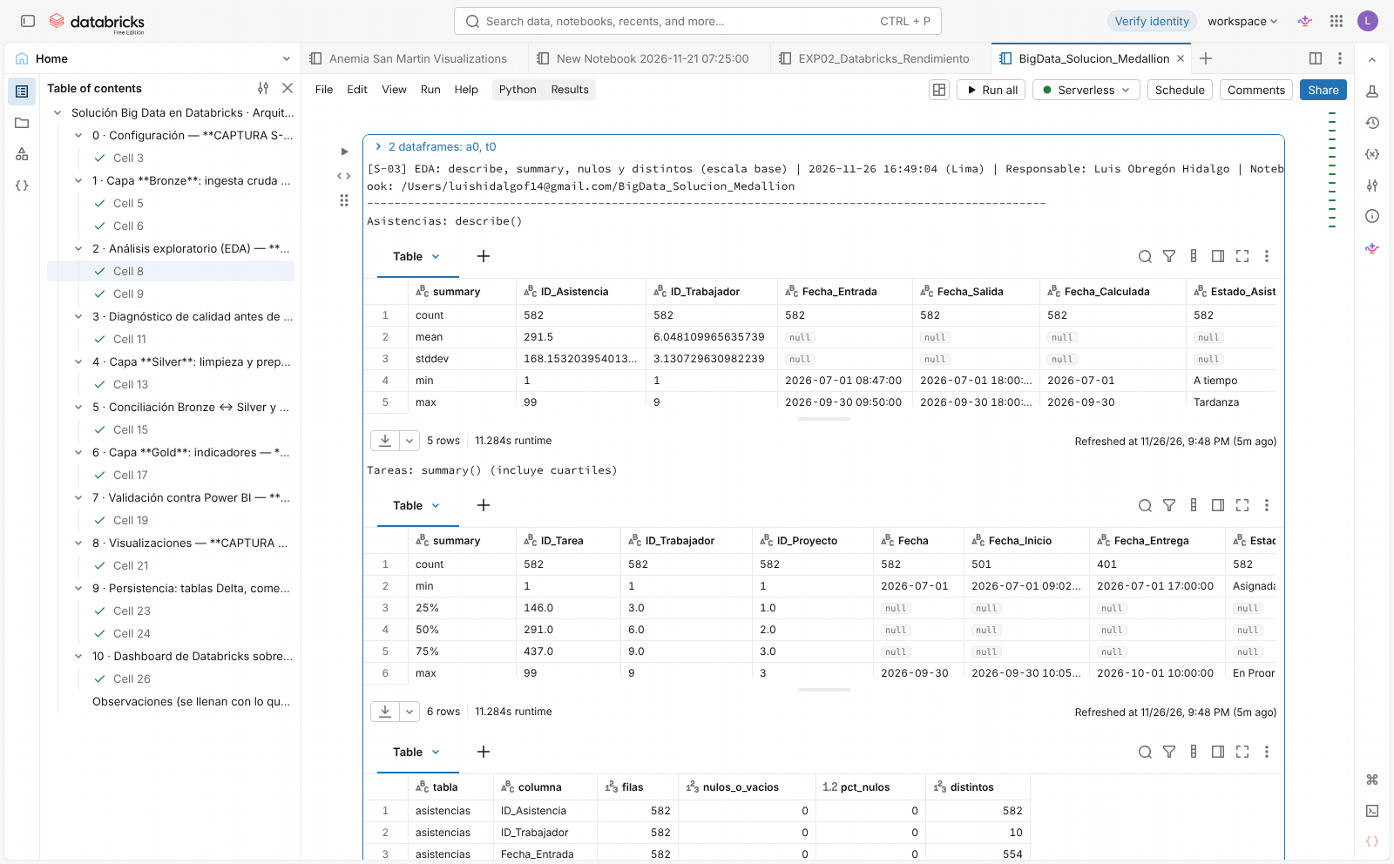 databricks
Free Edition
Search data, notebooks, recents, and more...
CTRL + P
Verify identity
workspace
L
Home
Anemia San Martin Visualizations
New Notebook 2026-11-21 07:25:00
EXP02_Databricks_Rendimiento
BigData_Solucion_Medallion
Table of contents
File Edit View Run Help Python Results
Run all
Serverless
Schedule
Comments
Share
Solución Big Data en Databricks · Arquit...
0 · Configuración — **CAPTURA S-...
Cell 3
1 · Capa **Bronze**: ingesta cruda ...
Cell 5
Cell 6
2 · Análisis exploratorio (EDA) — **...
Cell 8
Cell 9
3 · Diagnóstico de calidad antes de ...
Cell 11
4 · Capa **Silver**: limpieza y prep...
Cell 13
5 · Conciliación Bronze ↔ Silver y ...
Cell 15
6 · Capa **Gold**: indicadores — *...
Cell 17
7 · Validación contra Power BI — **...
Cell 19
8 · Visualizaciones — **CAPTURA ...
Cell 21
9 · Persistencia: tablas Delta, come...
Cell 23
Cell 24
10 · Dashboard de Databricks sobre...
Cell 26
Observaciones (se llenan con lo qu...
2 dataframes: a0, t0
[S-03] EDA: describe, summary, nulos y distintos (escala base) | 2026-11-26 16:49:04 (Lima) | Responsable: Luis Obregón Hidalgo | Noteb
ook: /Users/luishidalgof14@gmail.com/BigData_Solucion_Medallion
----------------------------------------------------------------------------------------------------
Asistencias: describe()
Table
summary ID_Asistencia ID_Trabajador Fecha_Entrada Fecha_Salida Fecha_Calculada Estado_Asist
1 count 582 582 582 582 582 582
2 mean 291.5 6.048109965635739 null null null null
3 stddev 168.153203954013... 3.130729630982239 null null null null
4 min 1 1 2026-07-01 08:47:00 2026-07-01 18:00:... 2026-07-01 A tiempo
5 max 99 9 2026-09-30 09:50:00 2026-09-30 18:00:... 2026-09-30 Tardanza
5 rows 11.284s runtime
Refreshed at 11/26/26, 9:48 PM (5m ago)
Tareas: summary() (incluye cuartiles)
Table
summary ID_Tarea ID_Trabajador ID_Proyecto Fecha Fecha_Inicio Fecha_Entrega Estac
1 count 582 582 582 582 501 401 582
2 min 1 1 1 2026-07-01 2026-07-01 09:02... 2026-07-01 17:00:00 Asignada
3 25% 146.0 3.0 1.0 null null null null
4 50% 291.0 6.0 2.0 null null null null
5 75% 437.0 9.0 3.0 null null null null
6 max 99 9 3 2026-09-30 2026-09-30 10:05... 2026-10-01 10:00:00 En Progr
6 rows 11.284s runtime
Refreshed at 11/26/26, 9:48 PM (5m ago)
Table
tabla columna filas nulos_o_vacios pct_nulos distintos
1 asistencias ID_Asistencia 582 0 0 582
2 asistencias ID_Trabajador 582 0 0 10
3 asistencias Fecha_Entrada 582 0 0 554